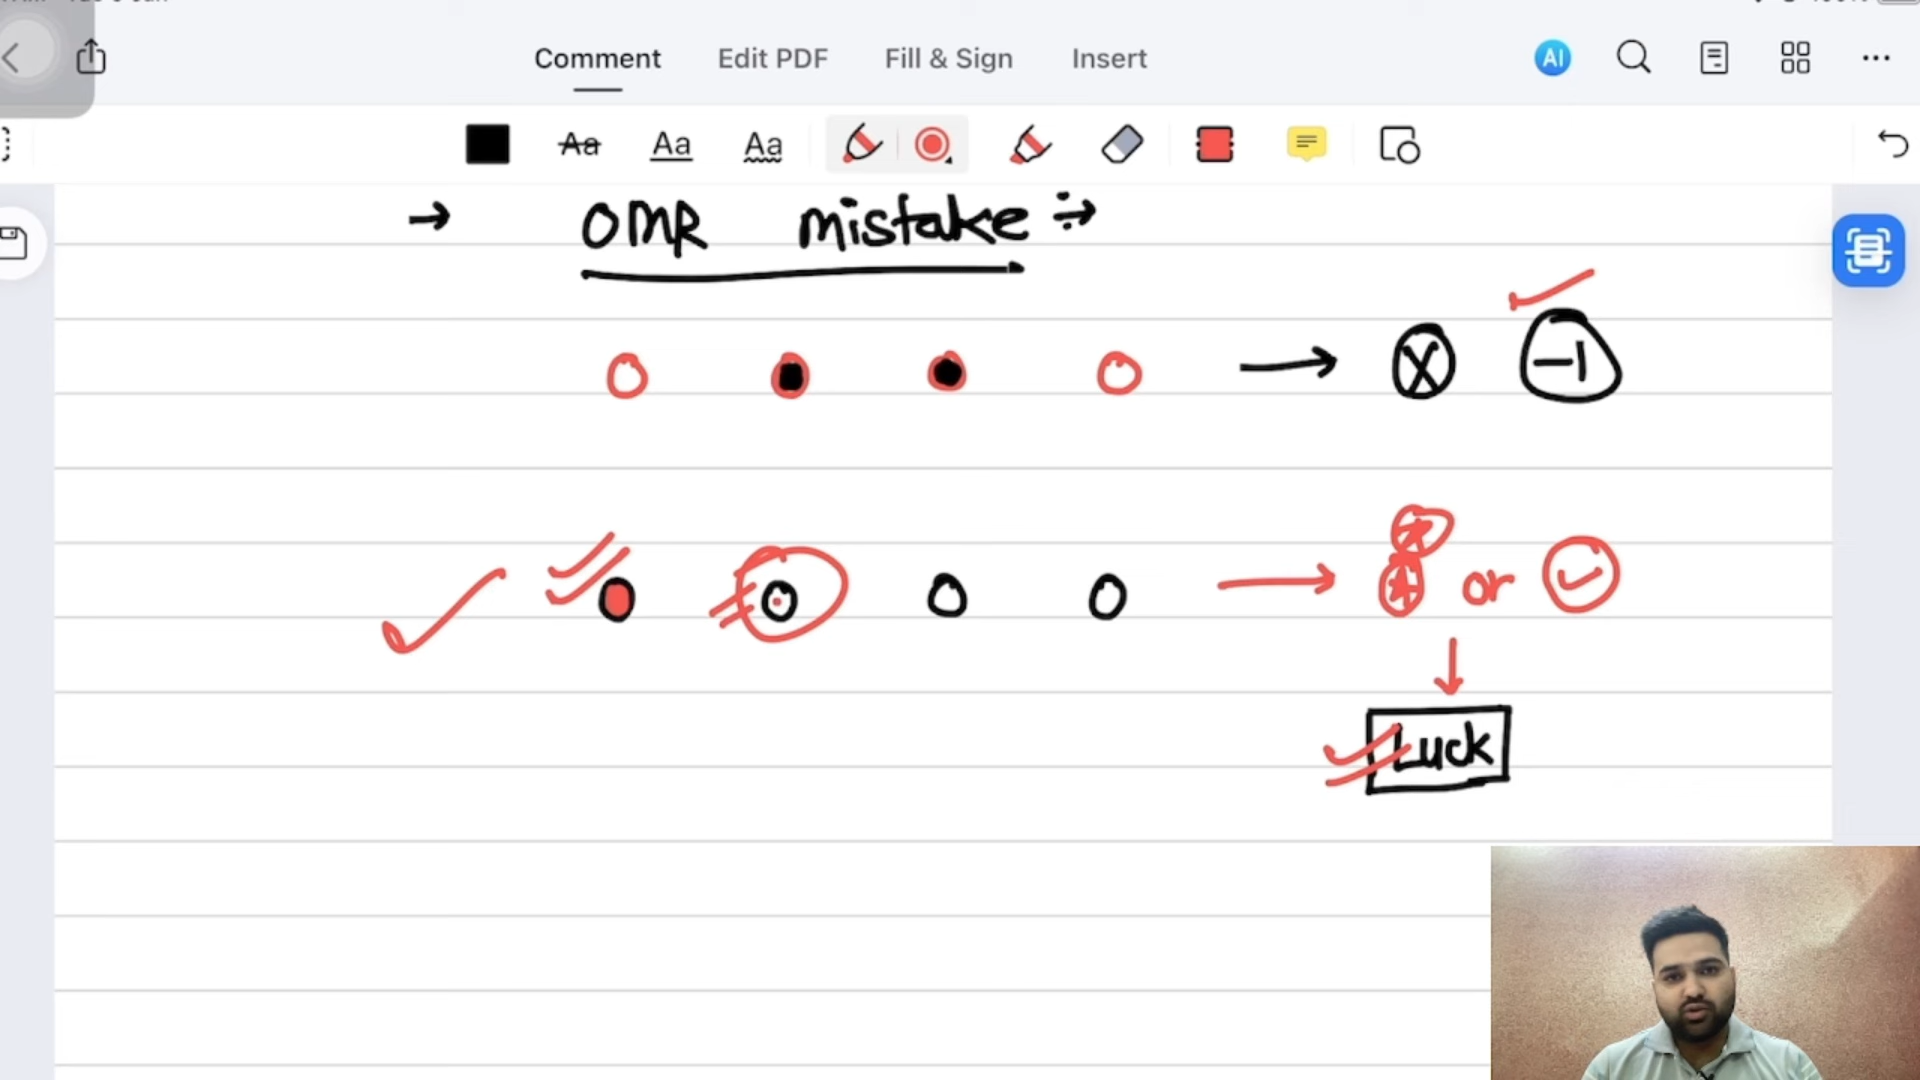 Comment Edit PDF Fill & Sign Insert AI
Aa Aa Aa
→ OMR mistake ÷→
→ X -1
→ or
Luck